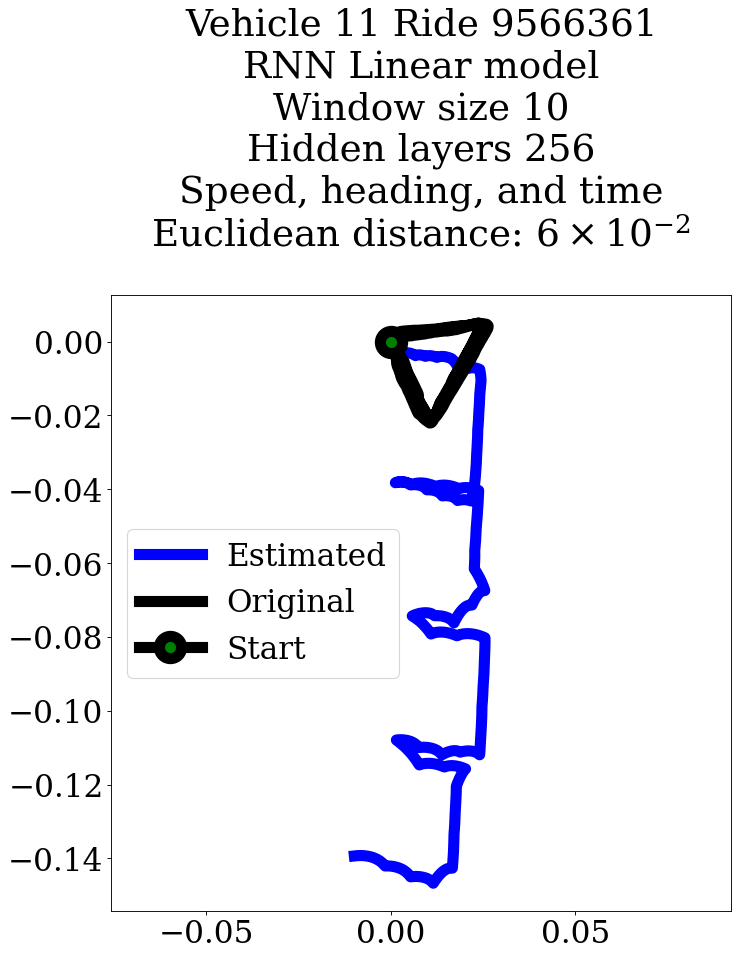 Vehicle 11 Ride 9566361
RNN Linear model
Window size 10
Hidden layers 256
Speed, heading, and time
Euclidean distance: 6 × 10⁻²
0.00
−0.02
−0.04
−0.06
−0.08
−0.10
−0.12
−0.14
Estimated
Original
Start
−0.05 0.00 0.05